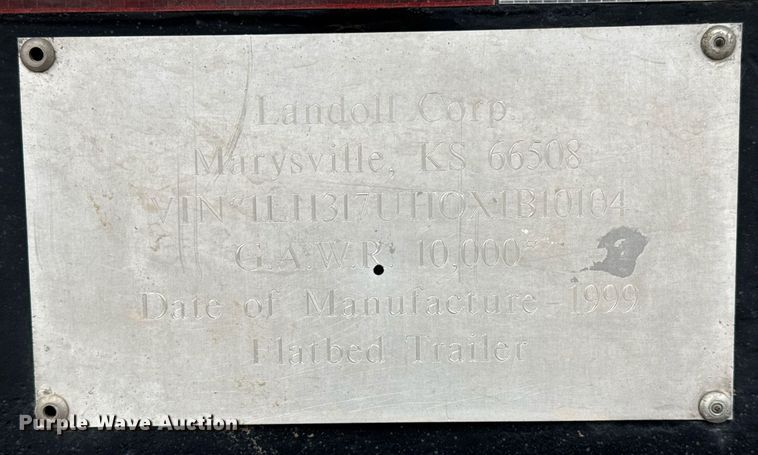 Landoll Corp.
Marysville, KS 66508
VIN# 1LH317UH0X1B10104
G.A.W.R. 10,000
Date of Manufacture - 1999
Flatbed Trailer
Purple Wave Auction